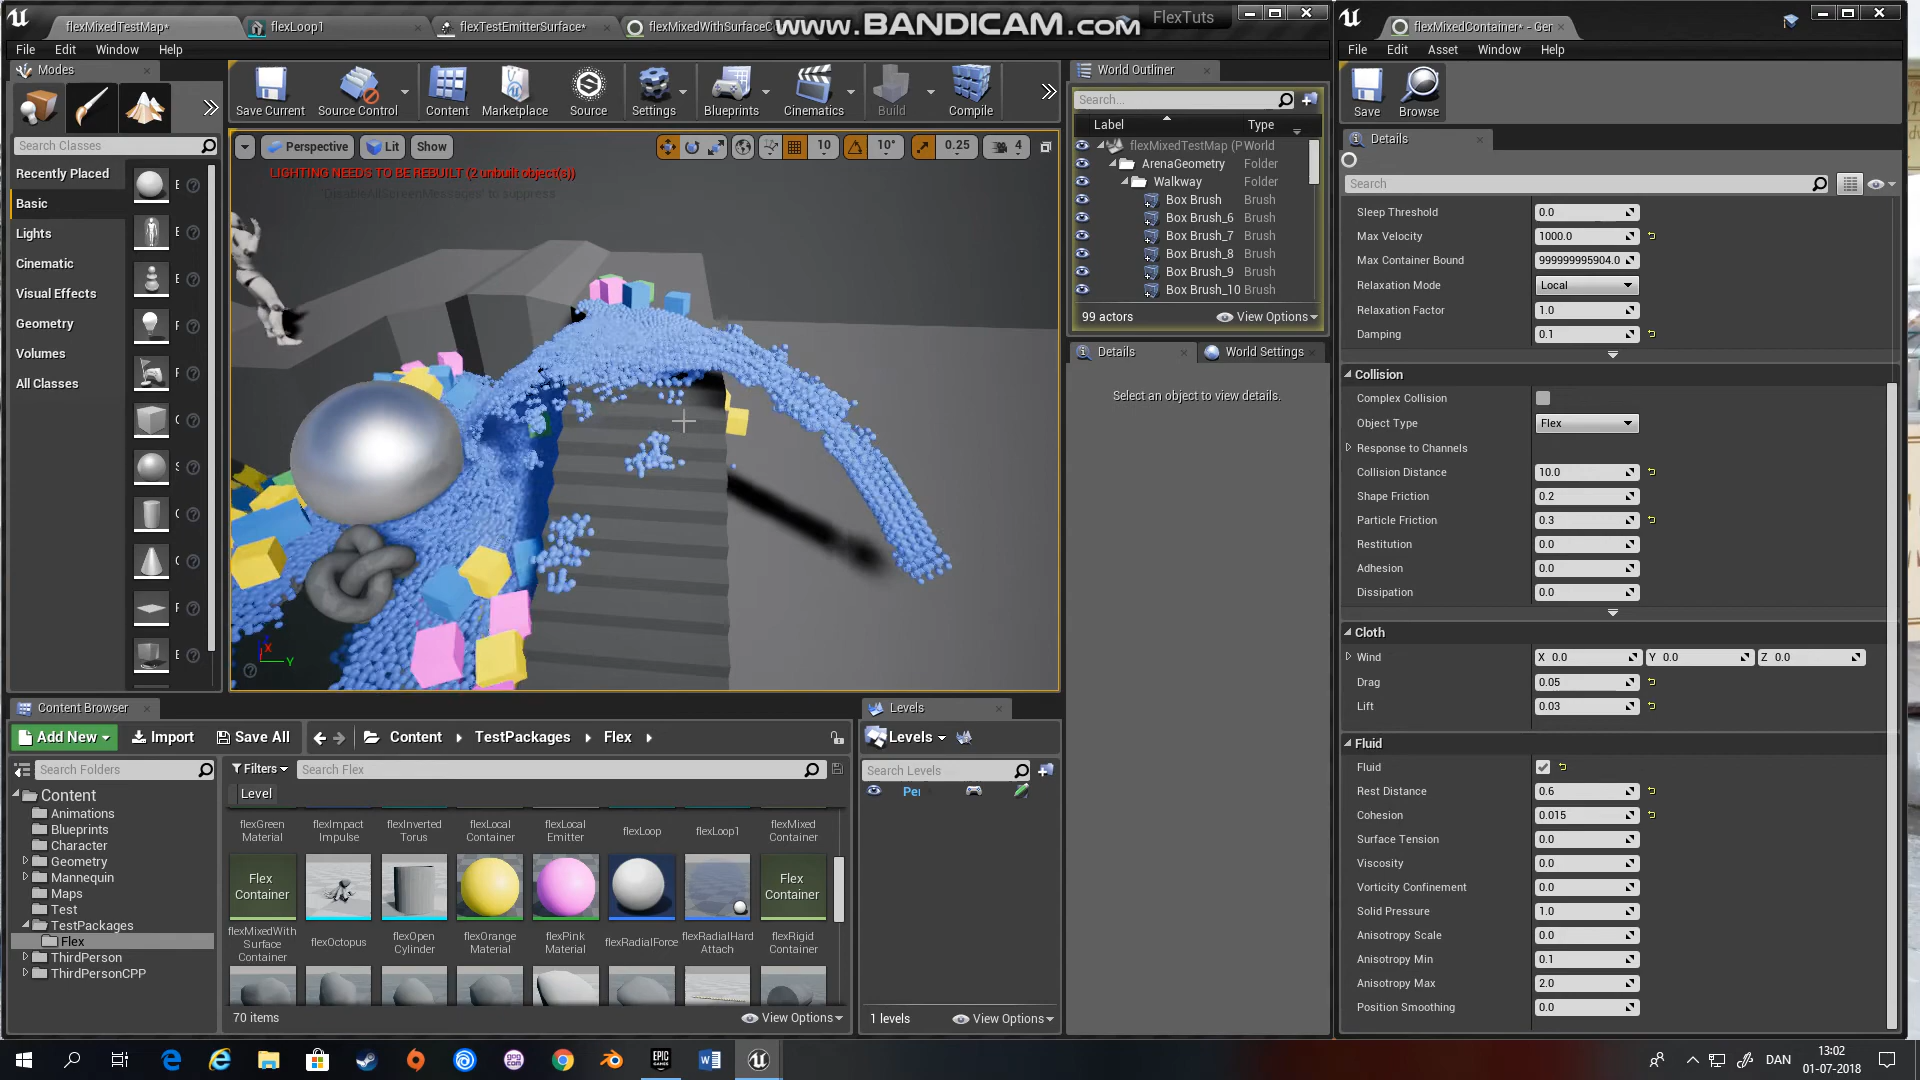 flexMixedTestMap*
flexLoop1
flexTestEmitterSurface*
flexMixedWithSurfaceC
www.BANDICAM.com
FlexTuts
flexMixedContainer* - Ger
File Edit Window Help
File Edit Asset Window Help
Modes
Save Current
Source Control
Content
Marketplace
Source
Settings
Blueprints
Cinematics
Build
Compile
World Outliner
Search...
Label
Type
Save
Browse
Details
Search
Search Classes
Recently Placed
Basic
Lights
Cinematic
Visual Effects
Geometry
Volumes
All Classes
Perspective
Lit
Show
10
10°
0.25
4
LIGHTING NEEDS TO BE REBUILT (2 unbuilt object(s))
'DisableAllScreenMessages' to suppress
X
Y
flexMixedTestMap (P World
ArenaGeometry Folder
Walkway Folder
Box Brush Brush
Box Brush_6 Brush
Box Brush_7 Brush
Box Brush_8 Brush
Box Brush_9 Brush
Box Brush_10 Brush
99 actors
View Options
Details
World Settings
Select an object to view details.
Sleep Threshold 0.0
Max Velocity 1000.0
Max Container Bound 999999995904.0
Relaxation Mode Local
Relaxation Factor 1.0
Damping 0.1
Collision
Complex Collision
Object Type Flex
Response to Channels
Collision Distance 10.0
Shape Friction 0.2
Particle Friction 0.3
Restitution 0.0
Adhesion 0.0
Dissipation 0.0
Cloth
Wind X 0.0 Y 0.0 Z 0.0
Drag 0.05
Lift 0.03
Fluid
Fluid
Rest Distance 0.6
Cohesion 0.015
Surface Tension 0.0
Viscosity 0.0
Vorticity Confinement 0.0
Solid Pressure 1.0
Anisotropy Scale 0.0
Anisotropy Min 0.1
Anisotropy Max 2.0
Position Smoothing 0.0
Content Browser
Add New
Import
Save All
Content
TestPackages
Flex
Search Folders
Filters
Search Flex
Level
Content
Animations
Blueprints
Character
Geometry
Mannequin
Maps
Test
TestPackages
Flex
ThirdPerson
ThirdPersonCPP
flexGreen Material
flexImpact Impulse
flexInverted Torus
flexLocal Container
flexLocal Emitter
flexLoop
flexLoop1
flexMixed Container
Flex Container
Flex Container
flexMixedWith Surface Container
flexOctopus
flexOpen Cylinder
flexOrange Material
flexPink Material
flexRadialForce
flexRadialHard Attach
flexRigid Container
70 items
View Options
Levels
Levels
Search Levels
1 levels
View Options
DAN
13:02
01-07-2018